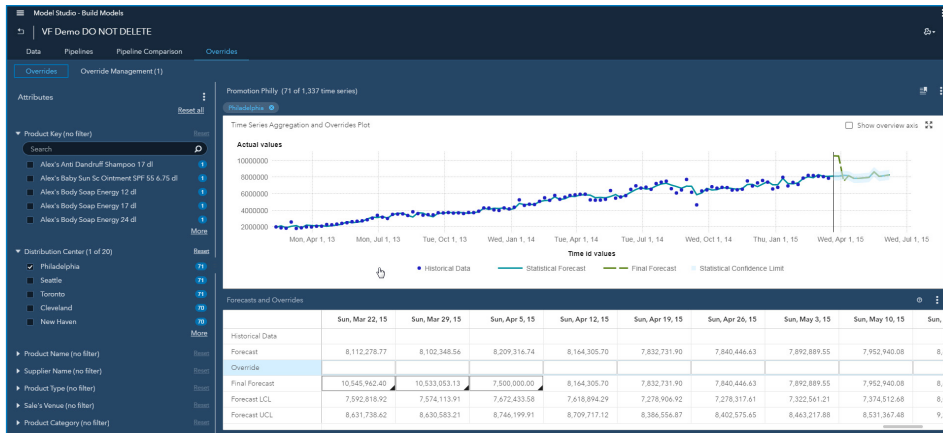 Model Studio - Build Models
VF Demo DO NOT DELETE
Data Pipelines Pipeline Comparison Overrides
Overrides Override Management (1)
Attributes
Reset all
Product Key (no filter) Reset
Search
Alex's Anti Dandruff Shampoo 17 dl 1
Alex's Baby Sun Sc Ointment SPF 55 6.75 dl 1
Alex's Body Soap Energy 12 dl 1
Alex's Body Soap Energy 17 dl 1
Alex's Body Soap Energy 24 dl 1
More
Distribution Center (1 of 20) Reset
Philadelphia 71
Seattle 71
Toronto 71
Cleveland 70
New Haven 70
More
Product Name (no filter) Reset
Supplier Name (no filter) Reset
Product Type (no filter) Reset
Sale's Venue (no filter) Reset
Product Category (no filter) Reset
Promotion Philly (71 of 1,337 time series)
Philadelphia
Time Series Aggregation and Overrides Plot Show overview axis
Actual values
10000000
8000000
6000000
4000000
2000000
Mon, Apr 1, 13 Mon, Jul 1, 13 Tue, Oct 1, 13 Wed, Jan 1, 14 Tue, Apr 1, 14 Tue, Jul 1, 14 Wed, Oct 1, 14 Thu, Jan 1, 15 Wed, Apr 1, 15 Wed, Jul 1, 15
Time id values
Historical Data Statistical Forecast Final Forecast Statistical Confidence Limit
Forecasts and Overrides
Sun, Mar 22, 15 Sun, Mar 29, 15 Sun, Apr 5, 15 Sun, Apr 12, 15 Sun, Apr 19, 15 Sun, Apr 26, 15 Sun, May 3, 15 Sun, May 10, 15 Sun,
Historical Data
Forecast 8,112,278.77 8,102,348.56 8,209,316.74 8,164,305.70 7,832,731.90 7,840,446.63 7,892,889.55 7,952,940.08 8,
Override
Final Forecast 10,545,962.40 10,533,053.13 7,500,000.00 8,164,305.70 7,832,731.90 7,840,446.63 7,892,889.55 7,952,940.08 8,
Forecast LCL 7,592,818.92 7,574,113.91 7,672,433.58 7,618,894.29 7,278,906.92 7,278,317.61 7,322,561.21 7,374,512.68
Forecast UCL 8,631,738.62 8,630,583.21 8,746,199.91 8,709,717.12 8,386,556.87 8,402,575.65 8,463,217.88 8,531,367.48 9,